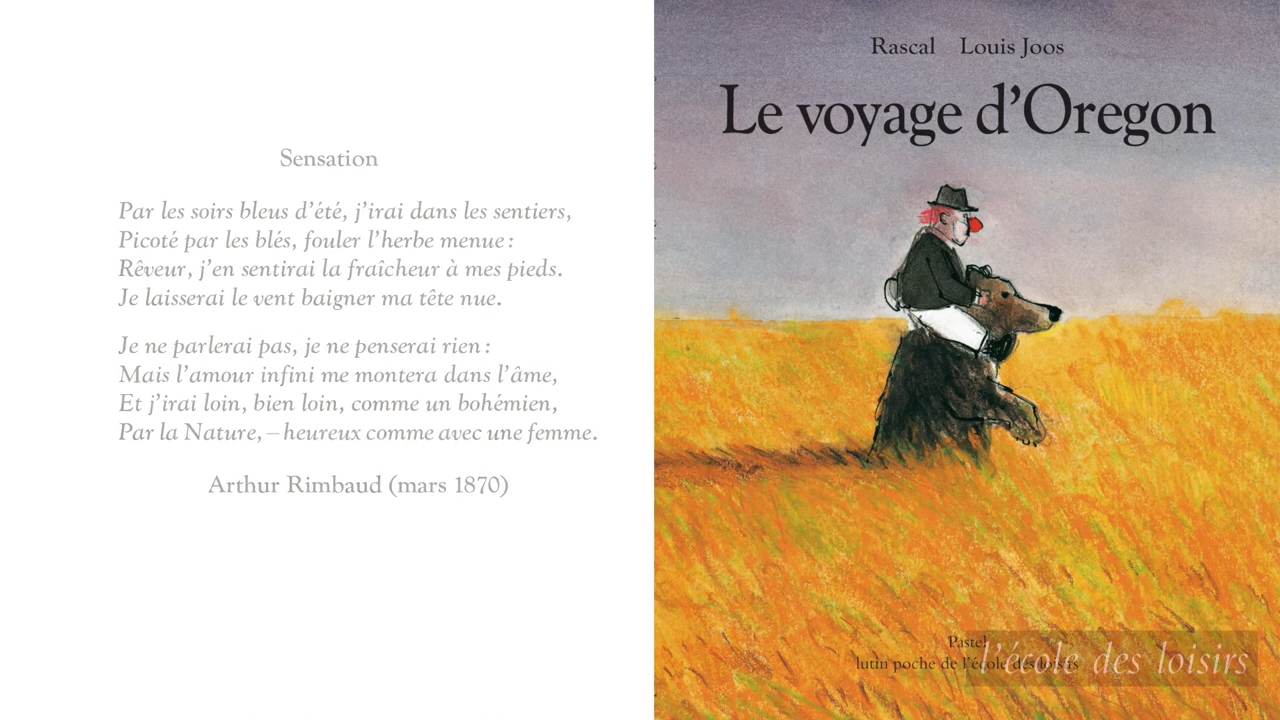 Sensation
Par les soirs bleus d'été, j'irai dans les sentiers,
Picoté par les blés, fouler l'herbe menue :
Rêveur, j'en sentirai la fraîcheur à mes pieds.
Je laisserai le vent baigner ma tête nue.
Je ne parlerai pas, je ne penserai rien :
Mais l'amour infini me montera dans l'âme,
Et j'irai loin, bien loin, comme un bohémien,
Par la Nature, – heureux comme avec une femme.
Arthur Rimbaud (mars 1870)
Rascal Louis Joos
Le voyage d'Oregon
Pastel
lutin poche de l'école des loisirs
l'école des loisirs